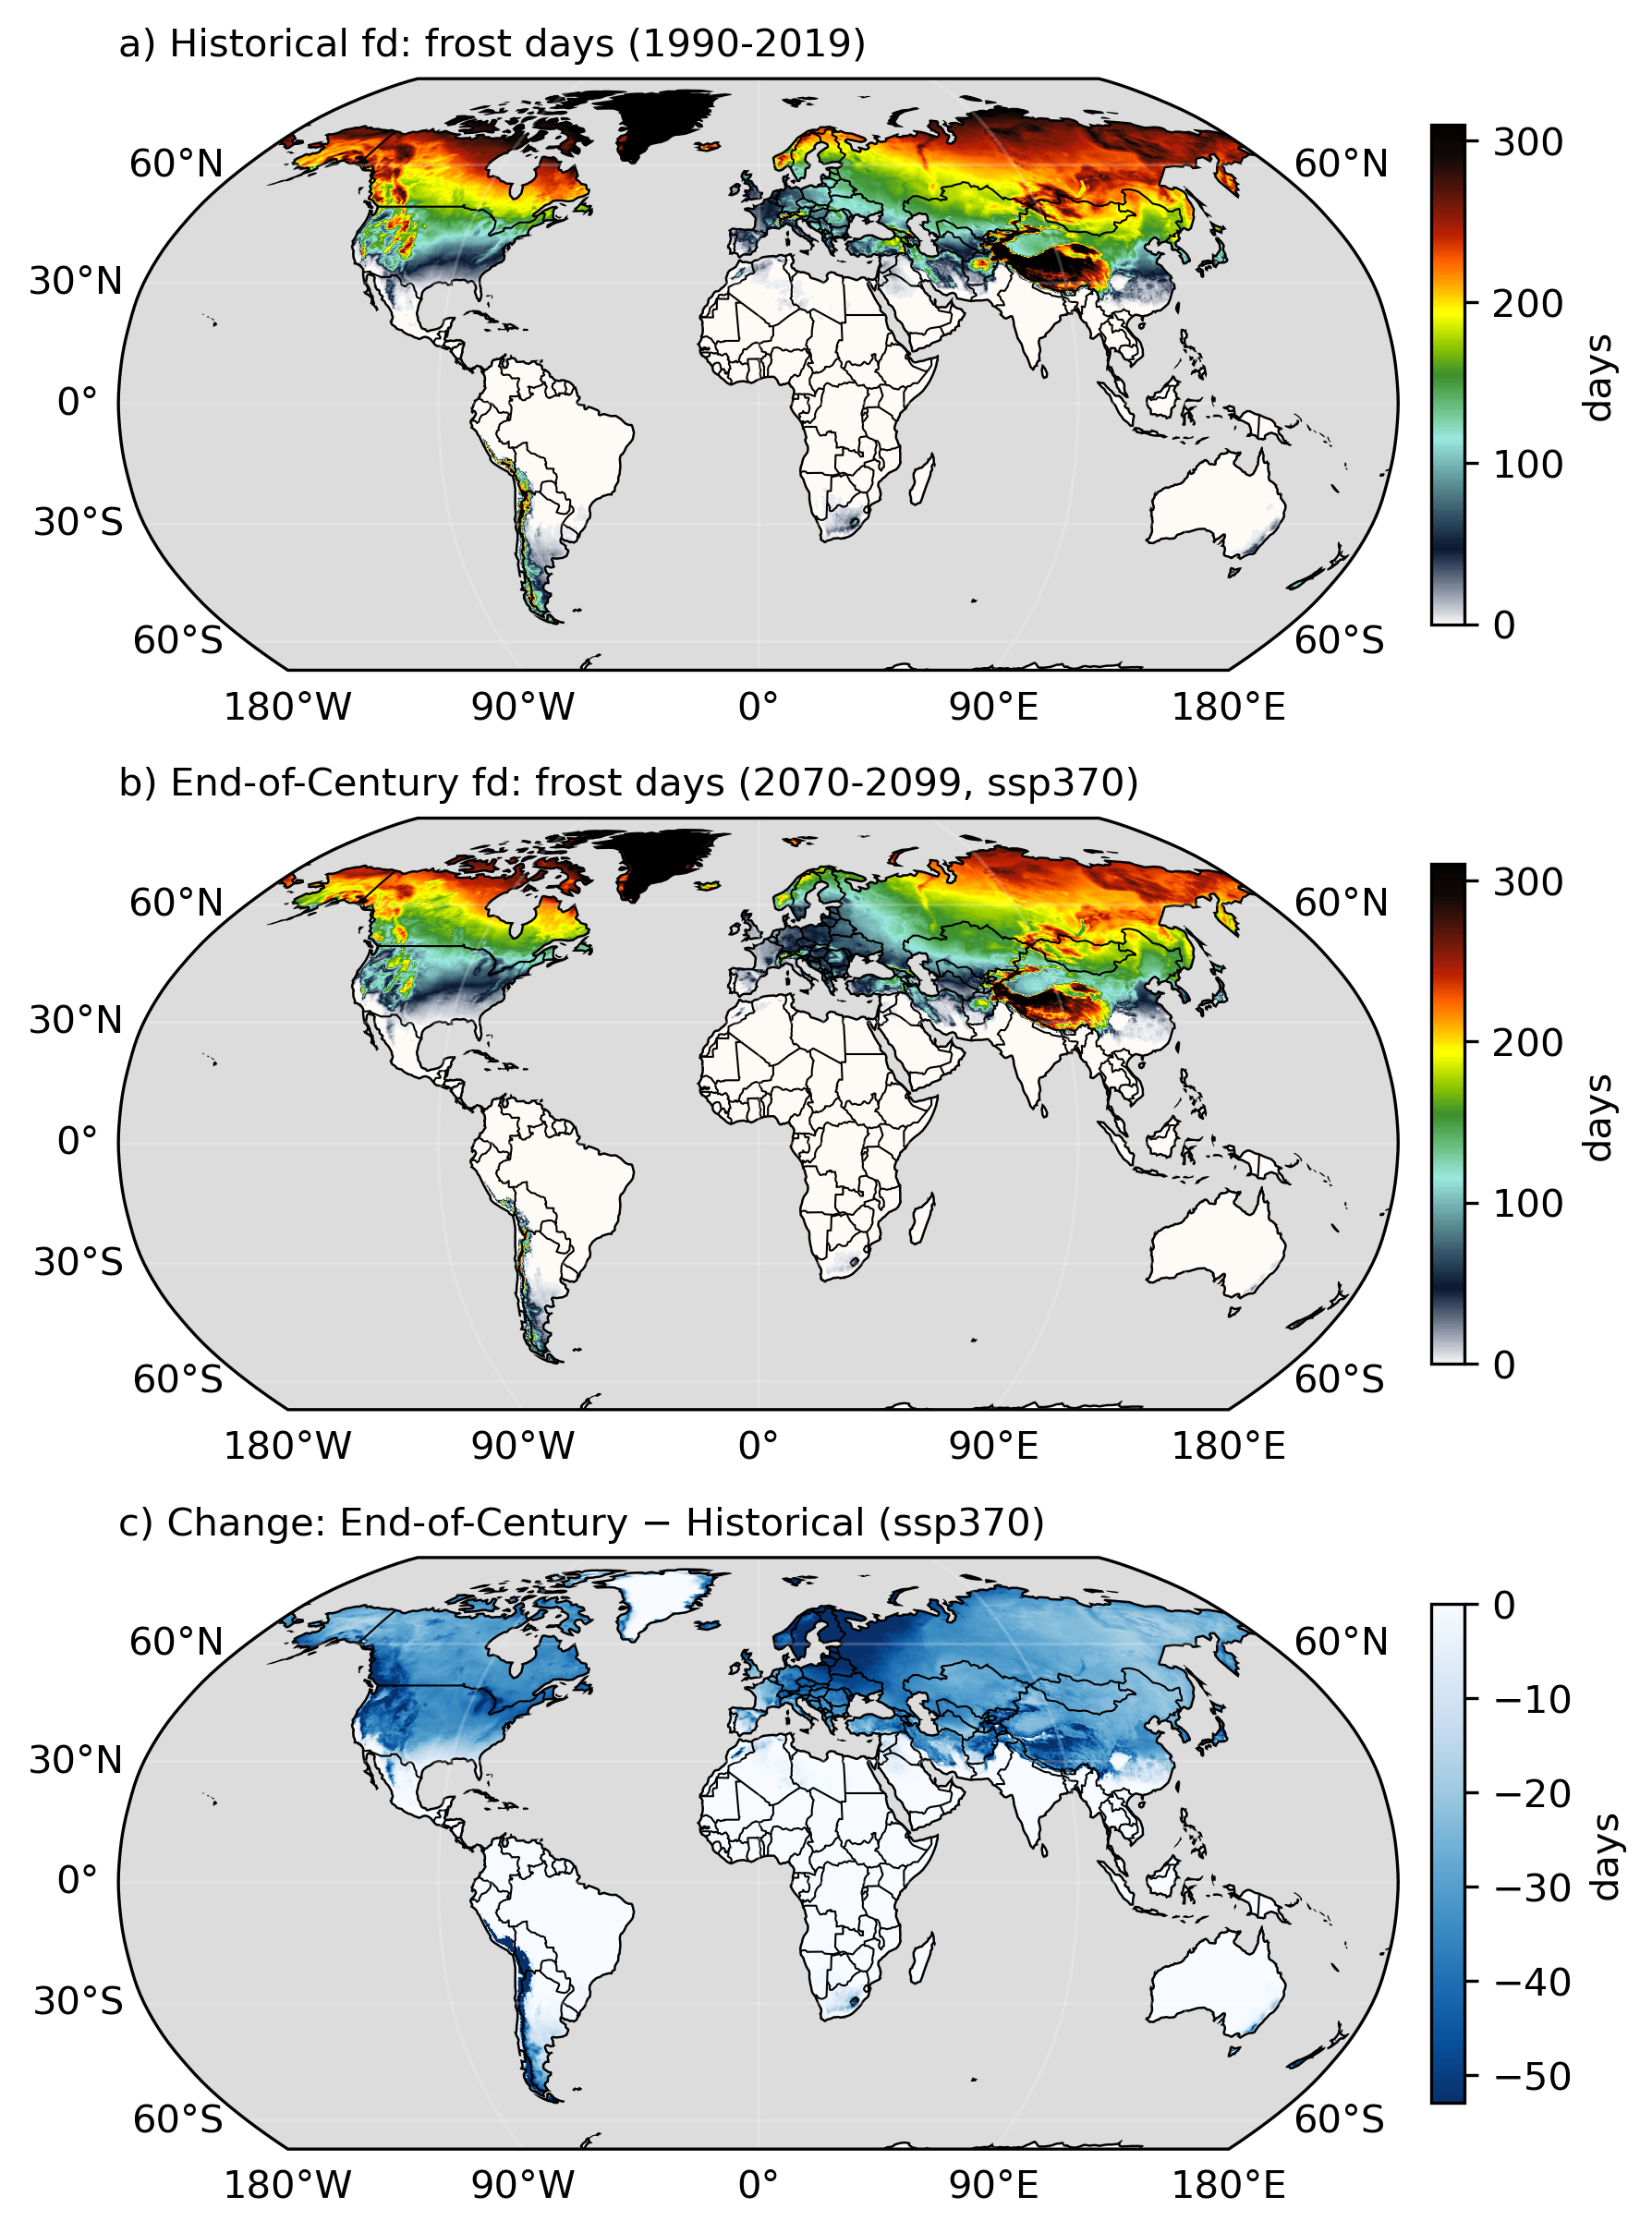 a) Historical fd: frost days (1990-2019)
60°N
60°N
30°N
0°
30°S
60°S
60°S
180°W
90°W
0°
90°E
180°E
300
200
100
0
days
b) End-of-Century fd: frost days (2070-2099, ssp370)
60°N
60°N
30°N
0°
30°S
60°S
60°S
180°W
90°W
0°
90°E
180°E
300
200
100
0
days
c) Change: End-of-Century − Historical (ssp370)
60°N
60°N
30°N
0°
30°S
60°S
60°S
180°W
90°W
0°
90°E
180°E
0
−10
−20
−30
−40
−50
days